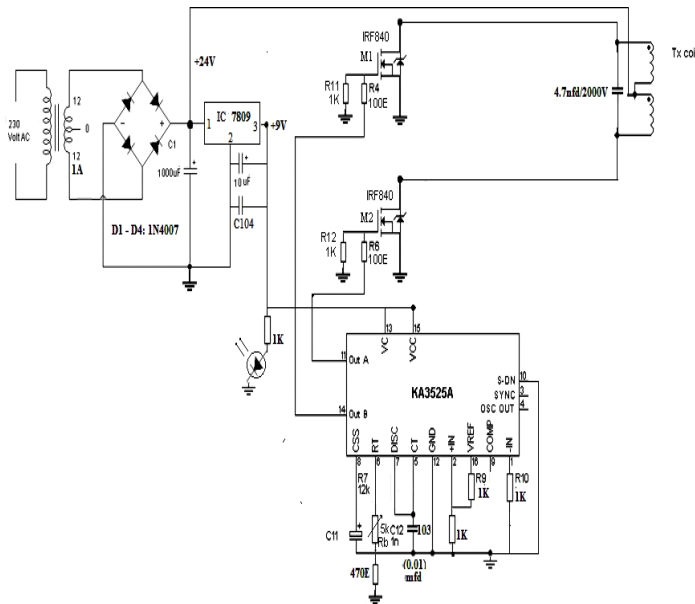 IRF840
M1
Tx coi
+24V
R11
1K
R4
100E
4.7nfd/2000V
12
0
12
1A
230
Volt AC
C1
IC 7809
1
2
3
+9V
1000uF
10uF
C104
D1 - D4: 1N4007
IRF840
M2
R12
1K
R6
100E
1K
13
15
VC
VCC
11
Out A
KA3525A
S-DN
10
SYNC
3
OSC OUT
4
14
Out B
CSS
RT
DISC
CT
GND
+IN
VREF
COMP
-IN
8
6
7
5
12
2
16
9
1
R7
12k
R9
1K
R10
1K
C11
5k
Rb
C12
1n
103
1K
470E
(0.01)
mfd